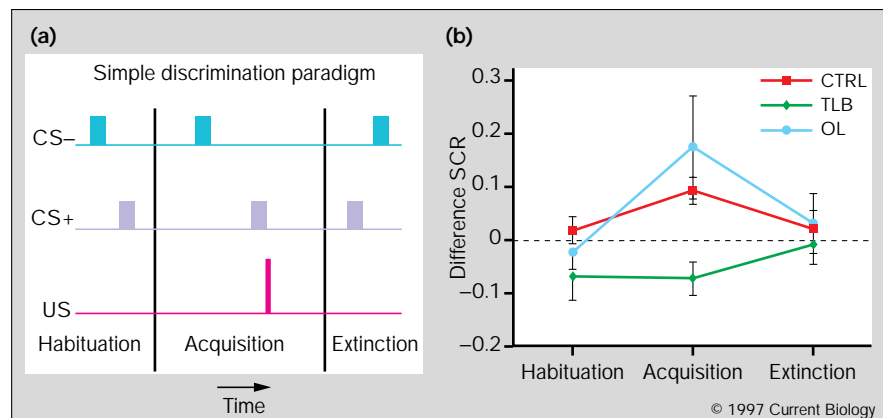 (a)
Simple discrimination paradigm
CS–
CS+
US
Habituation Acquisition Extinction
Time
(b)
0.3
0.2
0.1
0
–0.1
–0.2
Difference SCR
CTRL
TLB
OL
Habituation Acquisition Extinction
© 1997 Current Biology